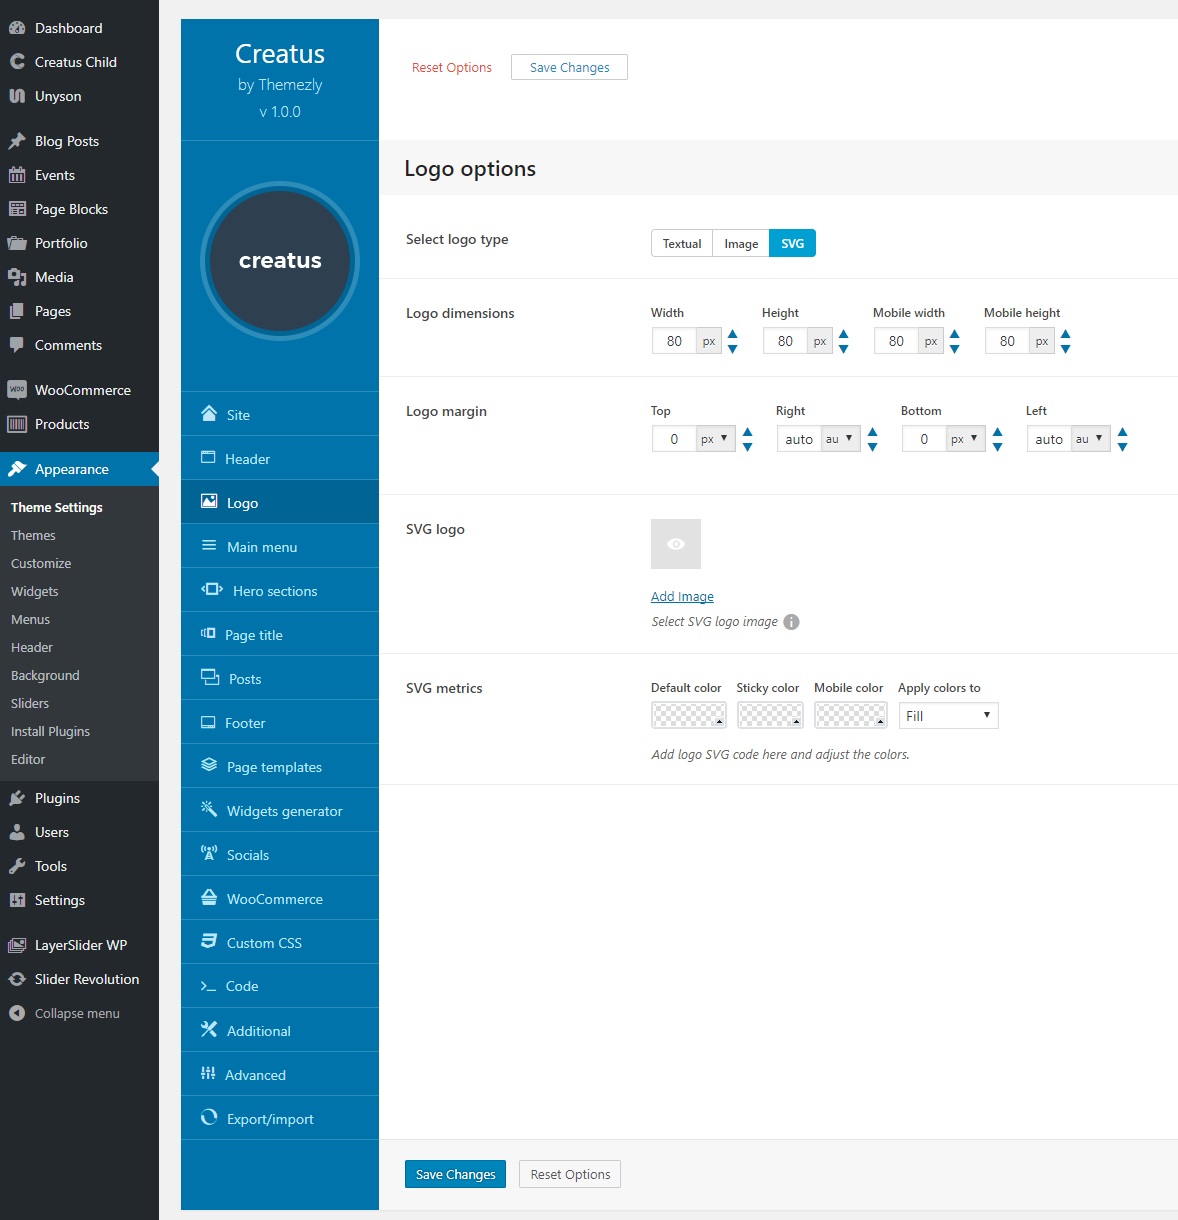 Dashboard
Creatus Child
Unyson
Blog Posts
Events
Page Blocks
Portfolio
Media
Pages
Comments
WooCommerce
Products
Appearance
Theme Settings
Themes
Customize
Widgets
Menus
Header
Background
Sliders
Install Plugins
Editor
Plugins
Users
Tools
Settings
LayerSlider WP
Slider Revolution
Collapse menu
Creatus
by Themezly
v 1.0.0
creatus
Site
Header
Logo
Main menu
Hero sections
Page title
Posts
Footer
Page templates
Widgets generator
Socials
WooCommerce
Custom CSS
Code
Additional
Advanced
Export/import
Reset Options Save Changes
Logo options
Select logo type Textual Image SVG
Logo dimensions Width Height Mobile width Mobile height
80 px 80 px 80 px 80 px
Logo margin Top Right Bottom Left
0 px auto au 0 px auto au
SVG logo
Add Image
Select SVG logo image i
SVG metrics Default color Sticky color Mobile color Apply colors to
Fill
Add logo SVG code here and adjust the colors.
Save Changes Reset Options